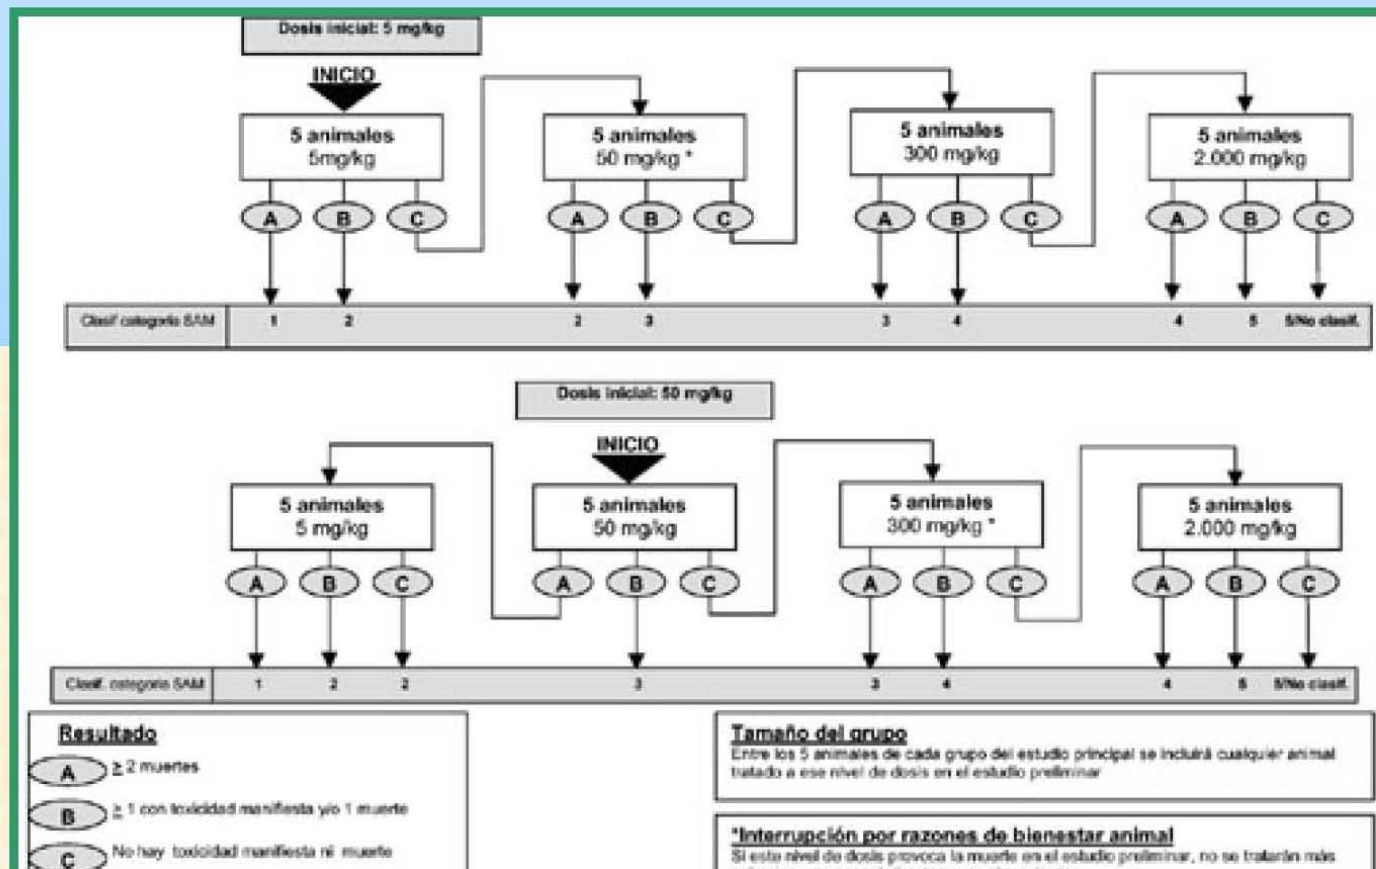 Dosis inicial: 5 mg/kg
INICIO
5 animales
5mg/kg
5 animales
50 mg/kg *
5 animales
300 mg/kg
5 animales
2.000 mg/kg
A B C A B C A B C A B C
Clasif categoría SAM 1 2 2 3 3 4 4 5 5/No clasif.
Dosis inicial: 50 mg/kg
INICIO
5 animales
5 mg/kg
5 animales
50 mg/kg
5 animales
300 mg/kg *
5 animales
2.000 mg/kg
A B C A B C A B C A B C
Clasif. categoría SAM 1 2 2 3 3 4 4 5 5/No clasif.
Resultado
A ≥ 2 muertes
B ≥ 1 con toxicidad manifiesta y/o 1 muerte
C No hay toxicidad manifiesta ni muerte
Tamaño del grupo
Entre los 5 animales de cada grupo del estudio principal se incluirá cualquier animal
tratado a ese nivel de dosis en el estudio preliminar
*Interrupción por razones de bienestar animal
Si este nivel de dosis provoca la muerte en el estudio preliminar, no se tratarán más